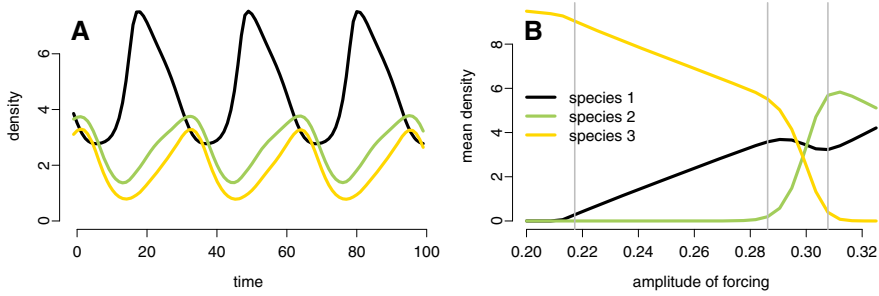 A
density
6
4
2
0
0 20 40 60 80 100
time
B
mean density
8
6
4
2
0
species 1
species 2
species 3
0.20 0.22 0.24 0.26 0.28 0.30 0.32
amplitude of forcing